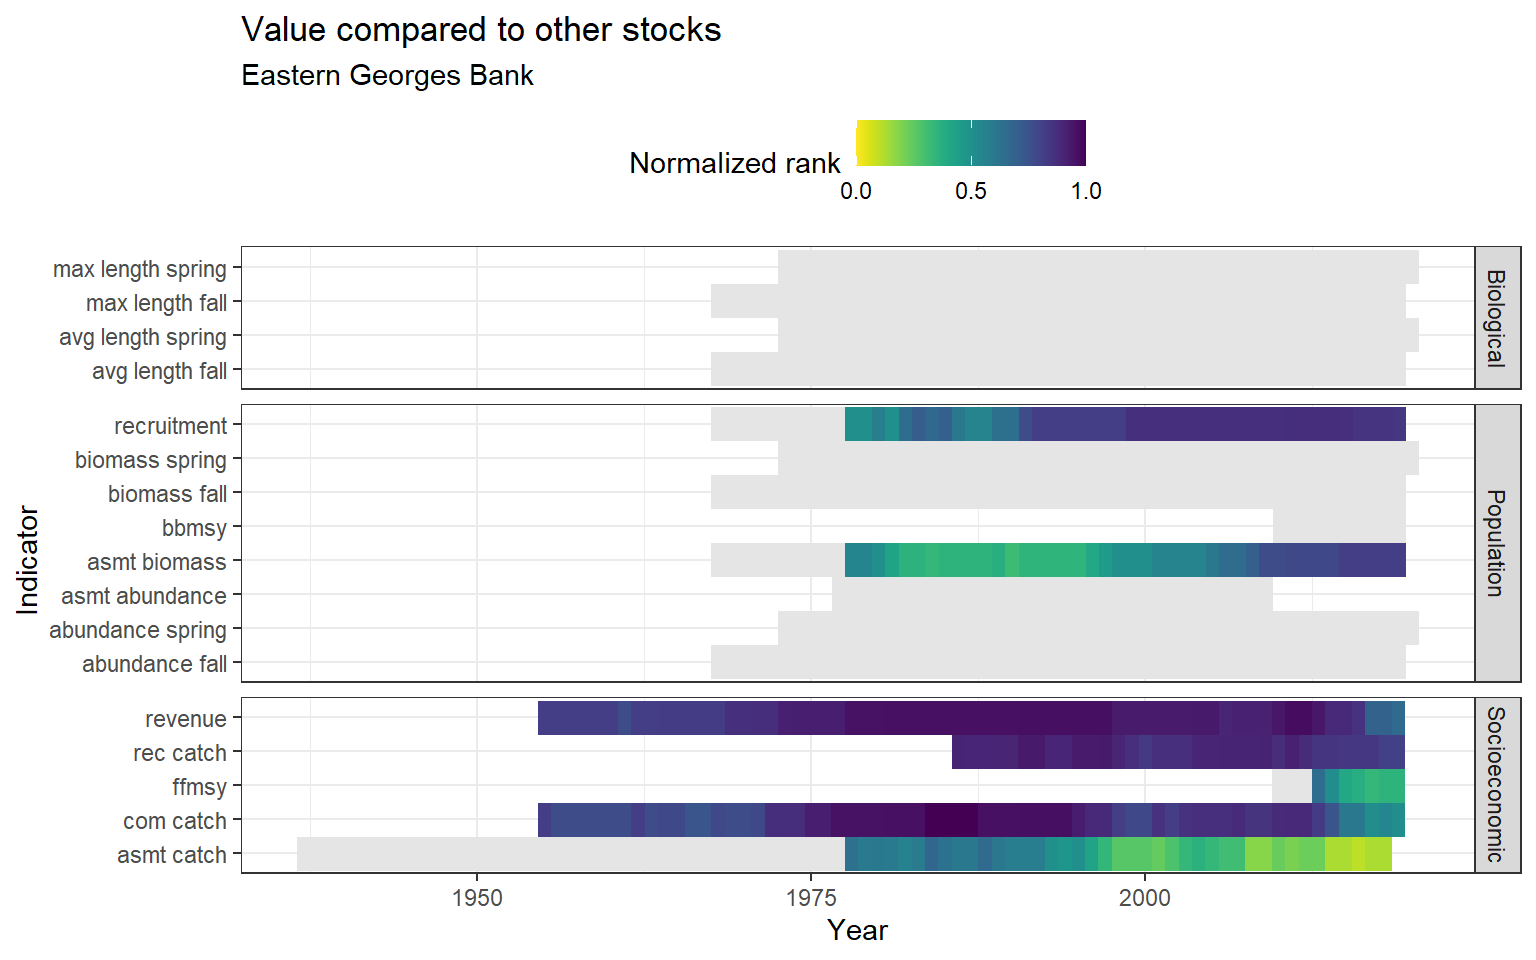 Value compared to other stocks
Eastern Georges Bank
Normalized rank
0.0 0.5 1.0
max length spring
max length fall
avg length spring
avg length fall
Biological
recruitment
biomass spring
biomass fall
bbmsy
asmt biomass
asmt abundance
abundance spring
abundance fall
Population
revenue
rec catch
ffmsy
com catch
asmt catch
Socioeconomic
Indicator
1950 1975 2000
Year